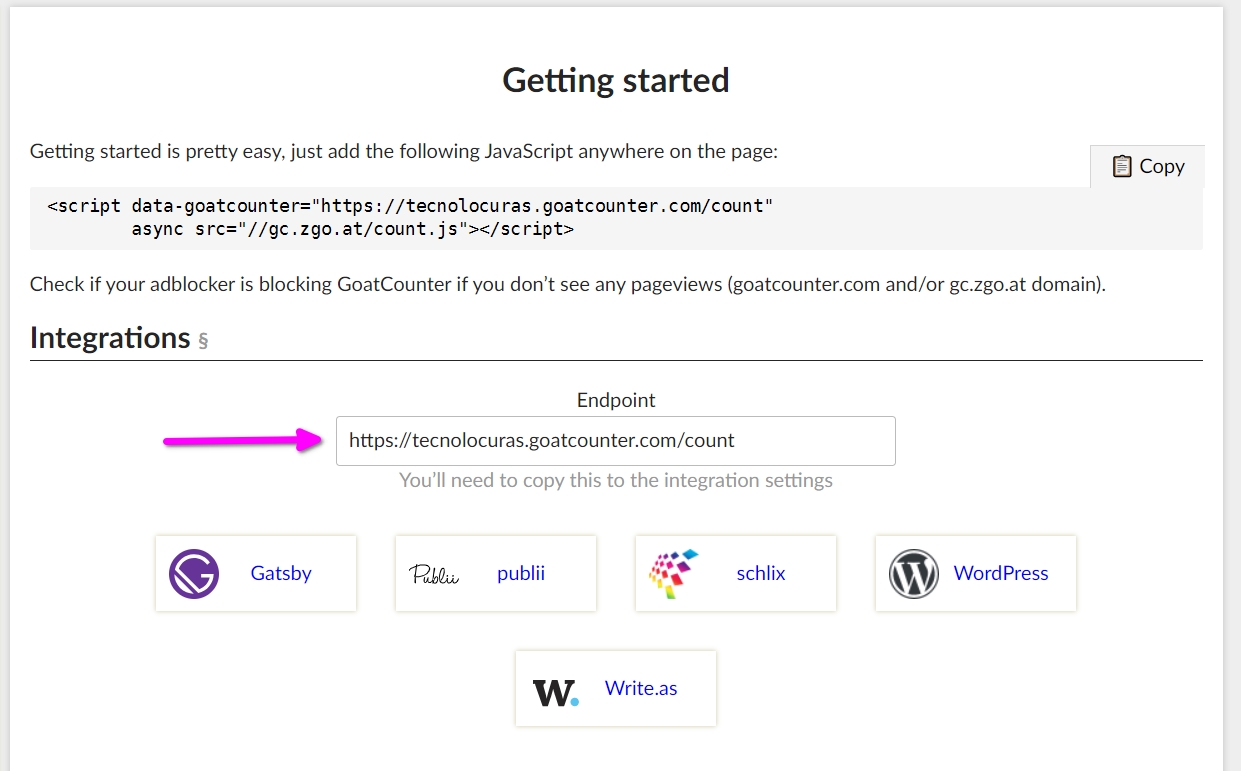 Getting started
Getting started is pretty easy, just add the following JavaScript anywhere on the page:
Copy
<script data-goatcounter="https://tecnolocuras.goatcounter.com/count"
async src="//gc.zgo.at/count.js"></script>
Check if your adblocker is blocking GoatCounter if you don’t see any pageviews (goatcounter.com and/or gc.zgo.at domain).
Integrations §
Endpoint
https://tecnolocuras.goatcounter.com/count
You’ll need to copy this to the integration settings
Gatsby
Publii publii
schlix
WordPress
W. Write.as